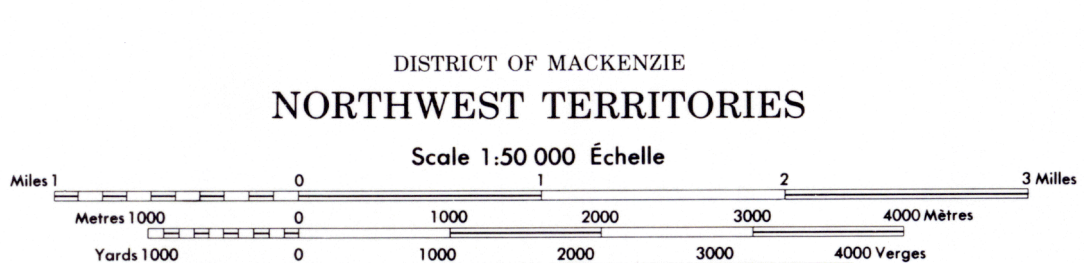 DISTRICT OF MACKENZIE
NORTHWEST TERRITORIES
Scale 1:50 000 Échelle
Miles 1 0 1 2 3 Milles
Metres 1000 0 1000 2000 3000 4000 Mètres
Yards 1000 0 1000 2000 3000 4000 Verges